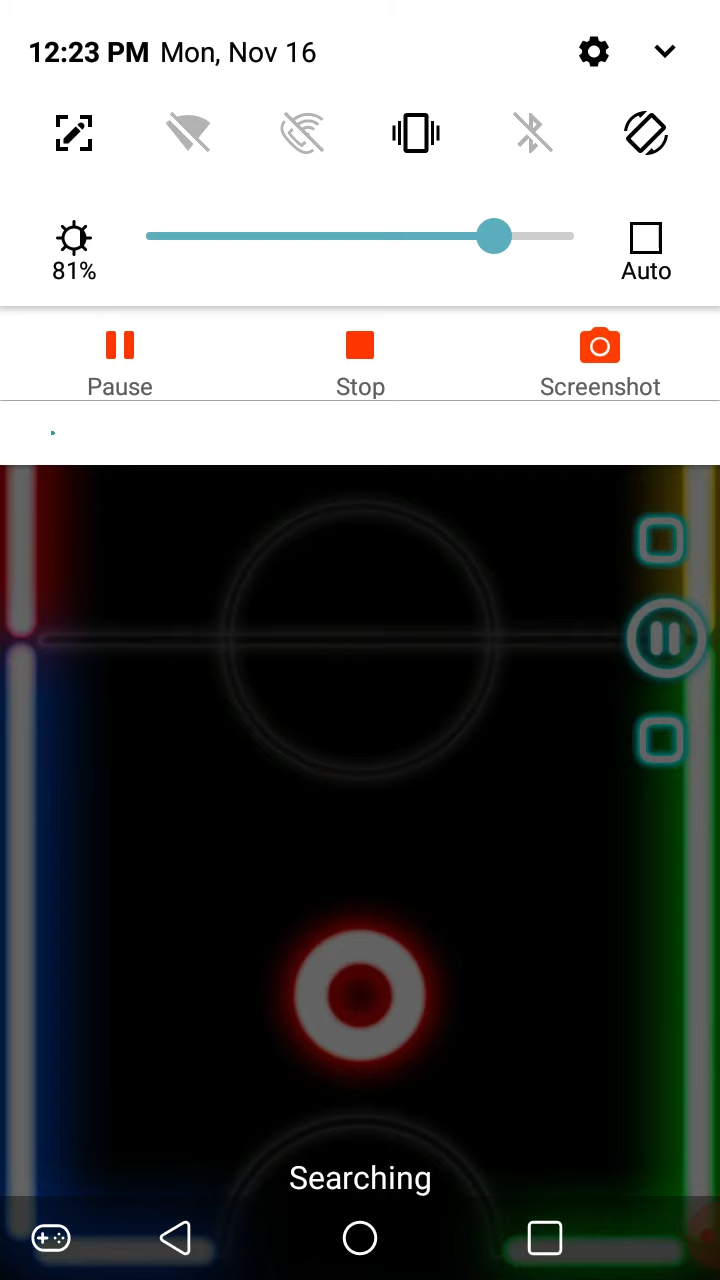 12:23 PM Mon, Nov 16
81%
Auto
Pause
Stop
Screenshot
Searching